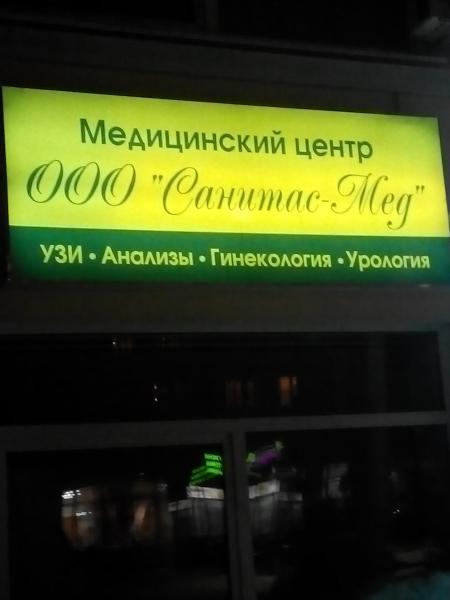 Медицинский центр
ООО "Санитас-Мед"
УЗИ • Анализы • Гинекология • Урология